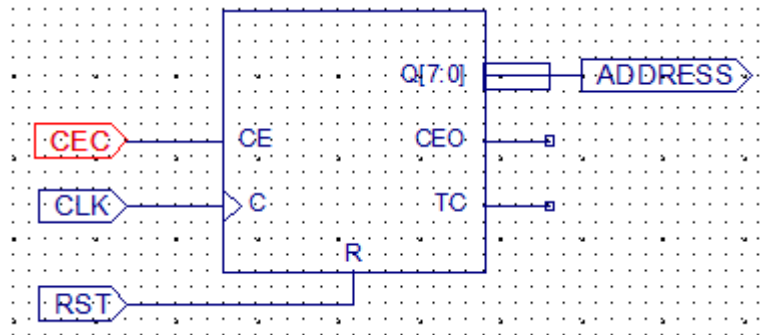 Q[7:0] ADDRESS
CEC CE CEO
CLK C TC
R
RST